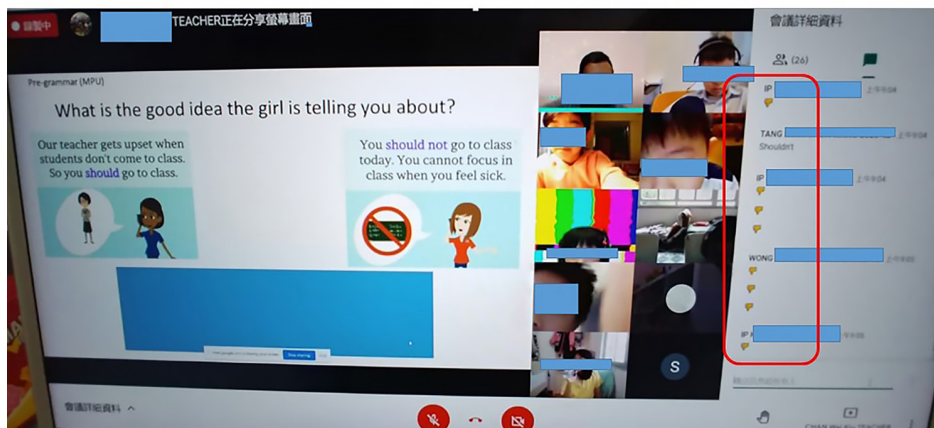 錄製中
TEACHER正在分享螢幕畫面
會議詳細資料
(26)
Pre-grammar (MPU)
What is the good idea the girl is telling you about?
Our teacher gets upset when
students don't come to class.
So you should go to class.
You should not go to class
today. You cannot focus in
class when you feel sick.
IP
上午9:04
TANG
上午9:04
Shouldn't
IP
上午9:04
WONG
上午9:05
IP
Stop sharing
S
會議詳細資料
TEACHER